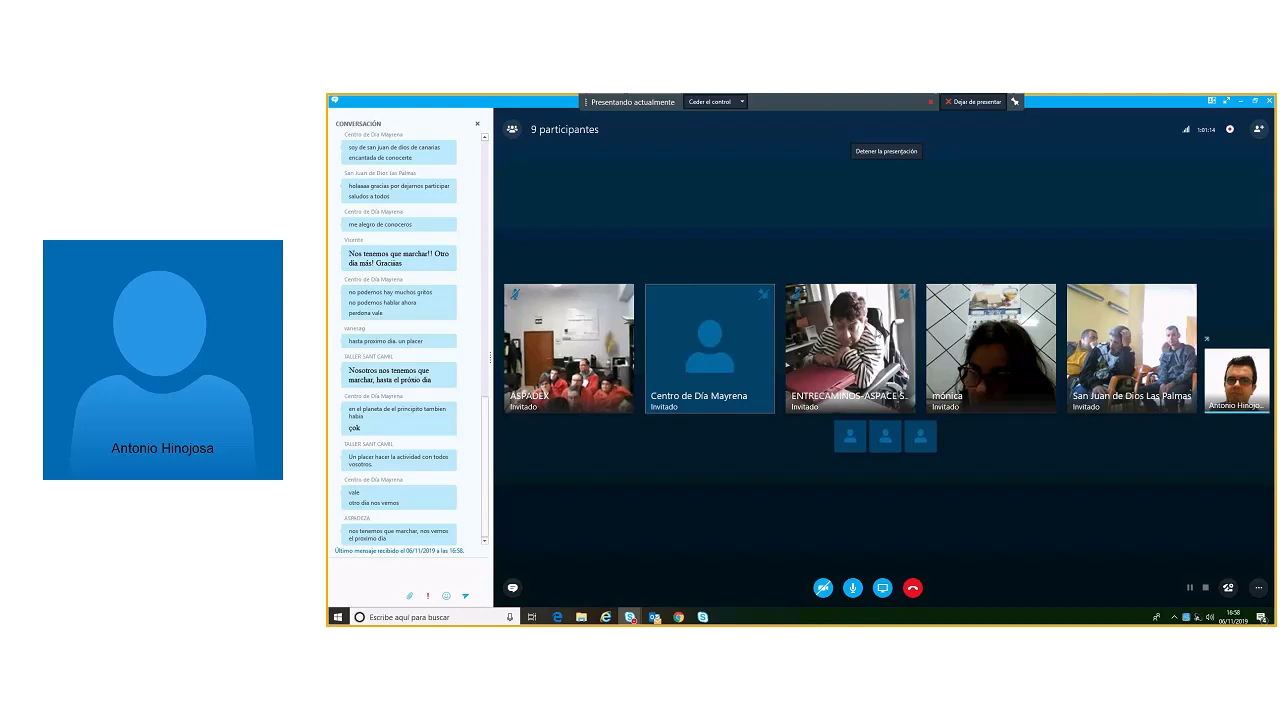 Antonio Hinojosa
Presentando actualmente
Ceder el control
Dejar de presentar
CONVERSACIÓN
Centro de Día Mayrena
soy de san juan de dios de canarias
encantada de conocerte
San Juan de Dios Las Palmas
holaaaa gracias por dejarnos participar
saludos a todos
Centro de Día Mayrena
me alegro de conoceros
Vicente
Nos tenemos que marchar!! Otro
día más! Graciias
Centro de Día Mayrena
no podemos hay muchos gritos
no podemos hablar ahora
perdona vale
vanesag
hasta proximo dia. un placer
TALLER SANT CAMIL
Nosotros nos tenemos que
marchar, hasta el próxio dia
Centro de Día Mayrena
en el planeta de el principito tambien
habia
çok
TALLER SANT CAMIL
Un placer hacer la actividad con todos
vosotros.
Centro de Día Mayrena
vale
otro dia nos vemos
ASPADEZA
nos tenemos que marchar, nos vemos
el proximo dia
Último mensaje recibido el 06/11/2019 a las 16:58.
9 participantes
1:01:14
Detener la presentación
ASPADEX
Invitado
Centro de Día Mayrena
Invitado
ENTRECAMINOS-ASPACE S...
Invitado
mónica
Invitado
San Juan de Dios Las Palmas
Invitado
Antonio Hinojo...
Escribe aquí para buscar
16:58
06/11/2019